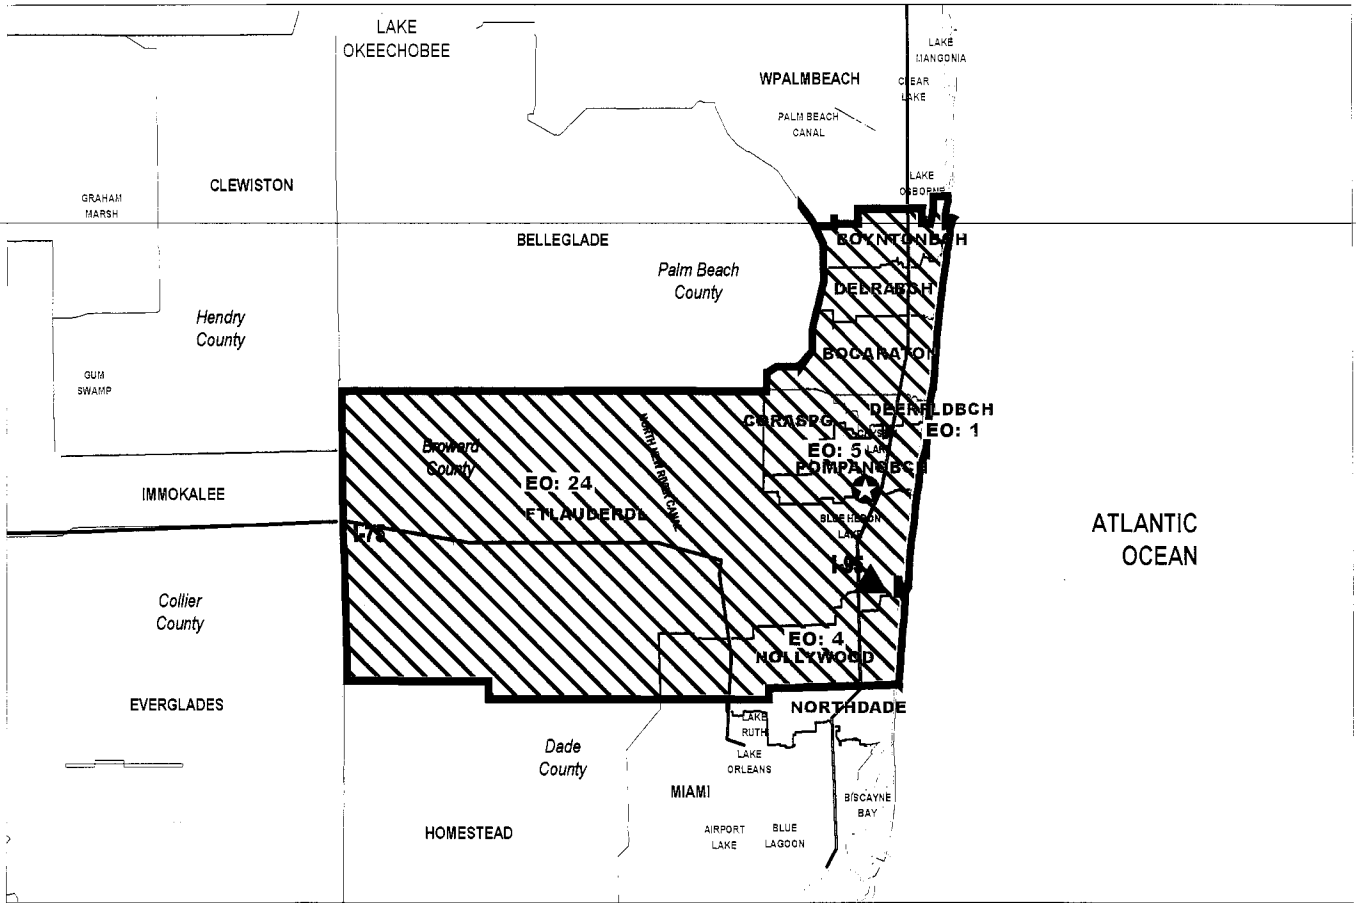 LAKE
OKEECHOBEE
LAKE
MANGONIA
WPALMBEACH
CLEAR
LAKE
PALM BEACH
CANAL
CLEWISTON
LAKE
OSBORNE
GRAHAM
MARSH
BELLEGLADE
BOYNTONBCH
Palm Beach
County
DELRABCH
Hendry
County
BOCARATON
GUM
SWAMP
DEERFLDBCH
CORASPG
EO: 1
Broward
County
NORTH NEW RIVER CANAL
EO: 5
LAKE
POMPANOBCH
EO: 24
IMMOKALEE
FTLAUDERDL
BLUE HERON
LAKE
I-75
ATLANTIC
OCEAN
I-95
Collier
County
EO: 4
HOLLYWOOD
EVERGLADES
NORTHDADE
LAKE
RUTH
Dade
County
LAKE
ORLEANS
MIAMI
BISCAYNE
BAY
HOMESTEAD
AIRPORT
LAKE
BLUE
LAGOON